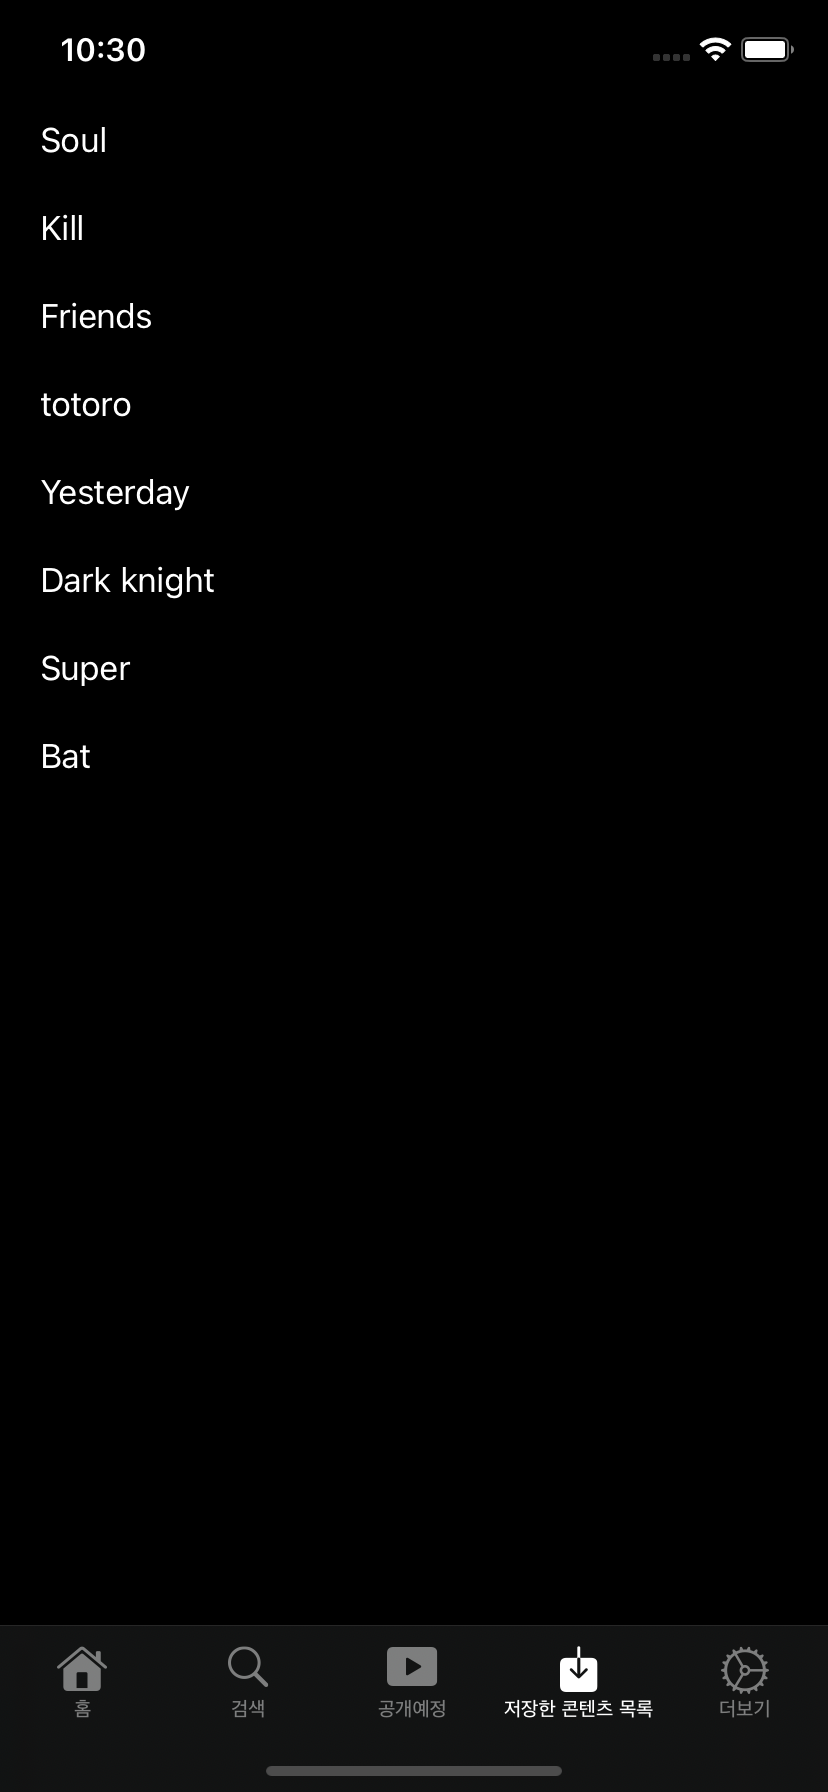 10:30
Soul
Kill
Friends
totoro
Yesterday
Dark knight
Super
Bat
홈
검색
공개예정
저장한 콘텐츠 목록
더보기